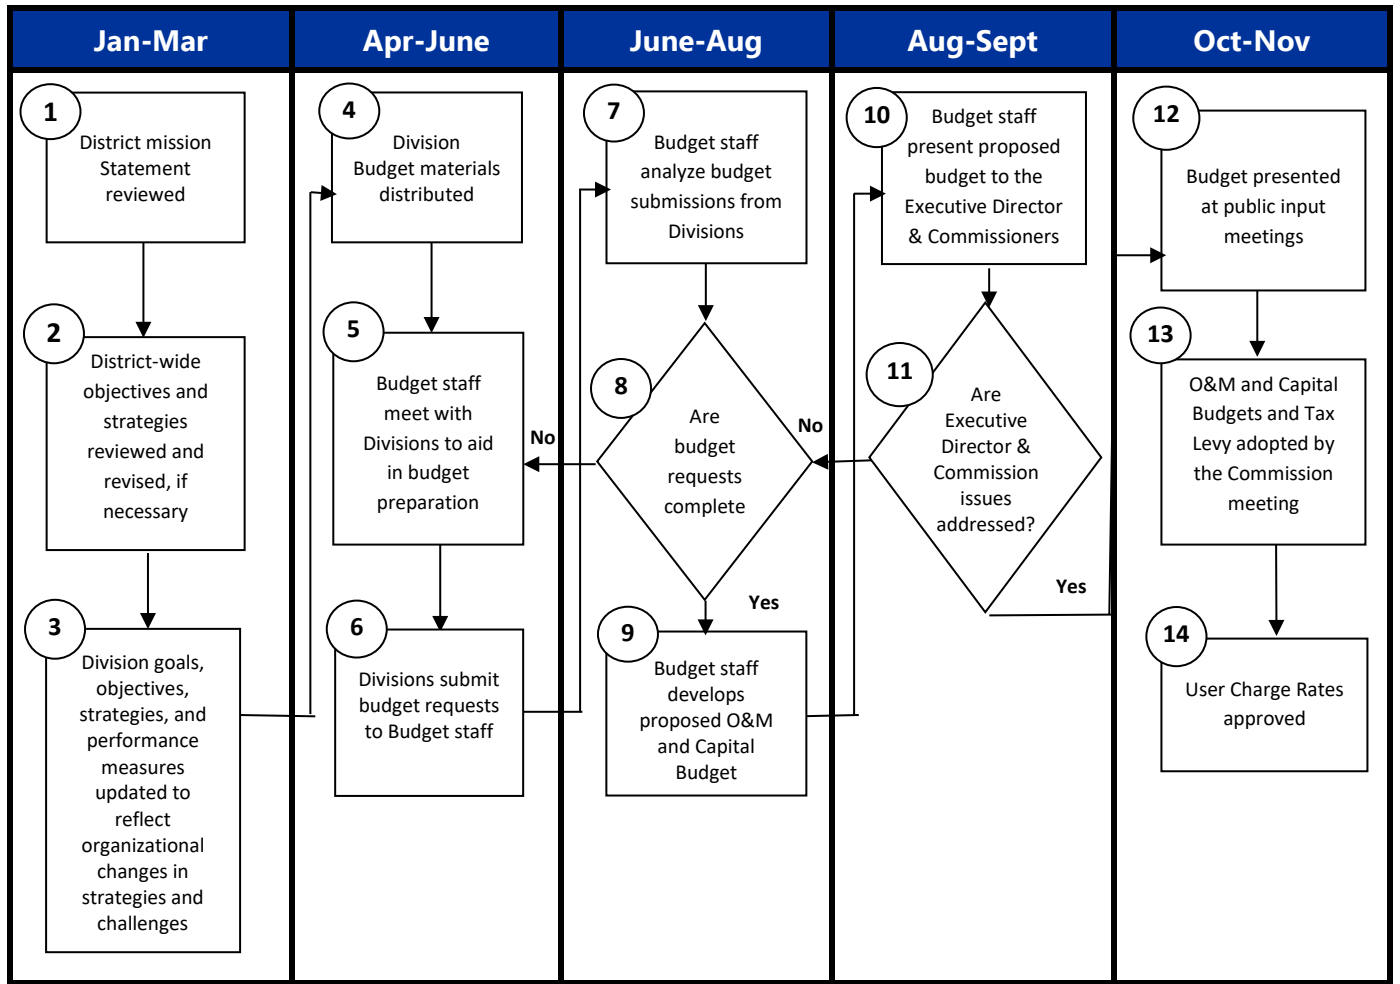 Jan-Mar
Apr-June
June-Aug
Aug-Sept
Oct-Nov
1
District mission
Statement
reviewed
2
District-wide
objectives and
strategies
reviewed and
revised, if
necessary
3
Division goals,
objectives,
strategies, and
performance
measures
updated to
reflect
organizational
changes in
strategies and
challenges
4
Division
Budget materials
distributed
5
Budget staff
meet with
Divisions to aid
in budget
preparation
6
Divisions submit
budget requests
to Budget staff
7
Budget staff
analyze budget
submissions from
Divisions
8
Are
budget
requests
complete
No
Yes
9
Budget staff
develops
proposed O&M
and Capital
Budget
10
Budget staff
present proposed
budget to the
Executive Director
& Commissioners
11
Are
Executive
Director &
Commission
issues
addressed?
No
Yes
12
Budget presented
at public input
meetings
13
O&M and Capital
Budgets and Tax
Levy adopted by
the Commission
meeting
14
User Charge Rates
approved